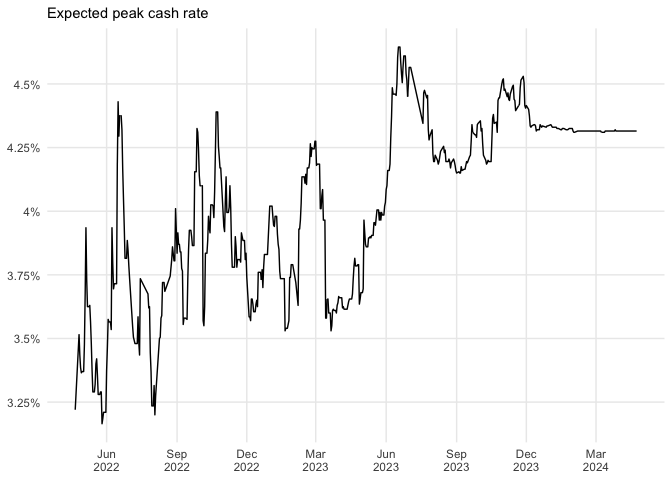 Expected peak cash rate
4.5%
4.25%
4%
3.75%
3.5%
3.25%
Jun Sep Dec Mar Jun Sep Dec Mar
2022 2022 2022 2023 2023 2023 2023 2024